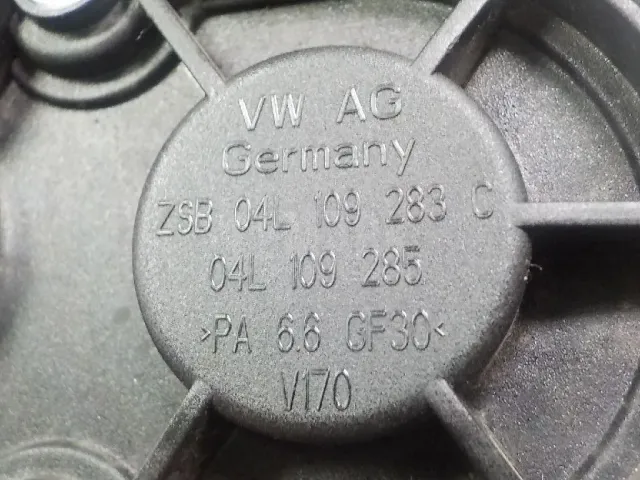 VW AG
Germany
ZSB 04L 109 283 C
04L 109 285
>PA 6.6 GF30<
V170